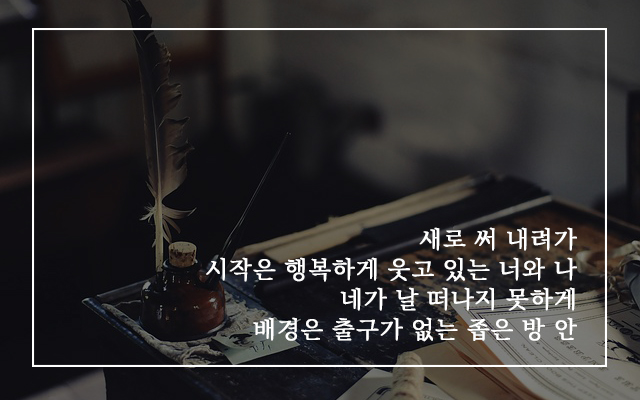 새로 써 내려가
시작은 행복하게 웃고 있는 너와 나
네가 날 떠나지 못하게
배경은 출구가 없는 좁은 방 안